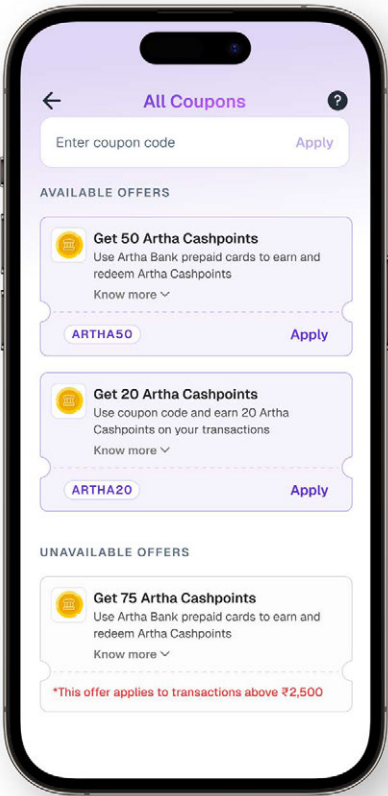 All Coupons
?
Enter coupon code
Apply
AVAILABLE OFFERS
Get 50 Artha Cashpoints
Use Artha Bank prepaid cards to earn and
redeem Artha Cashpoints
Know more
ARTHA50
Apply
Get 20 Artha Cashpoints
Use coupon code and earn 20 Artha
Cashpoints on your transactions
Know more
ARTHA20
Apply
UNAVAILABLE OFFERS
Get 75 Artha Cashpoints
Use Artha Bank prepaid cards to earn and
redeem Artha Cashpoints
Know more
*This offer applies to transactions above ₹2,500